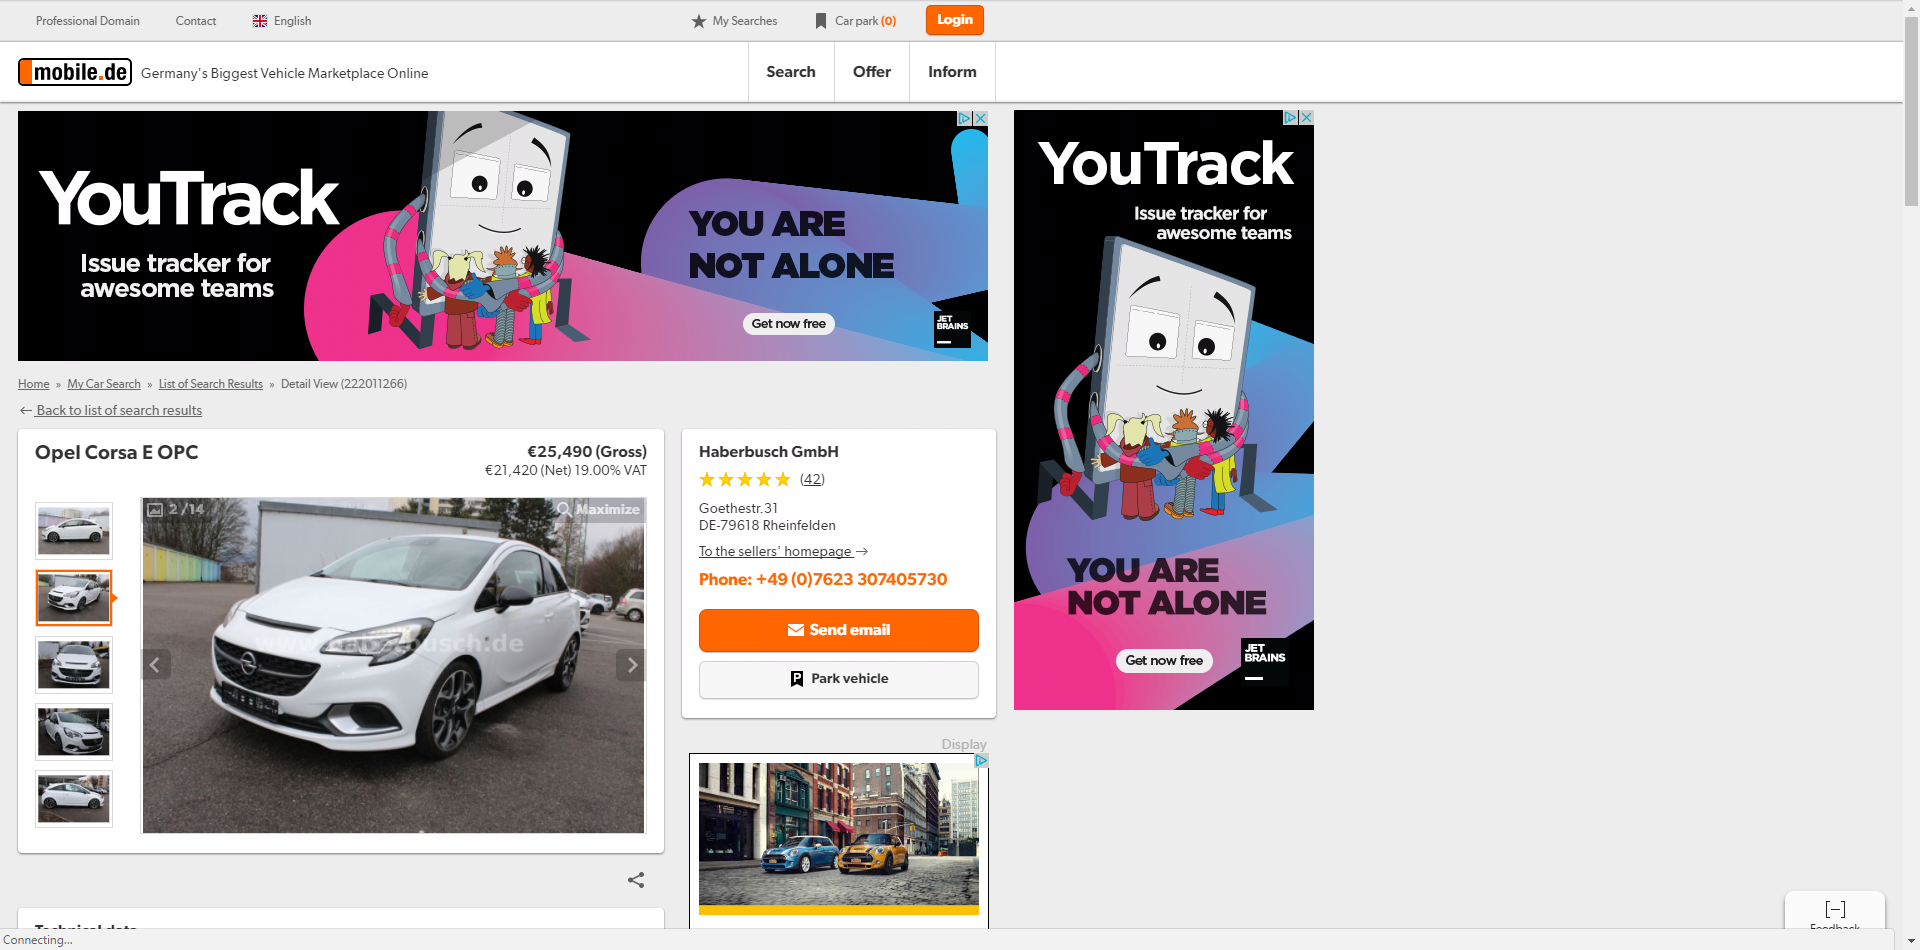 Professional Domain
Contact
English
My Searches
Car park (0)
Login
mobile.de
Germany's Biggest Vehicle Marketplace Online
Search
Offer
Inform
YouTrack
Issue tracker for
awesome teams
YOU ARE
NOT ALONE
Get now free
JET
BRAINS
YouTrack
Issue tracker for
awesome teams
YOU ARE
NOT ALONE
Get now free
JET
BRAINS
Home » My Car Search » List of Search Results » Detail View (222011266)
← Back to list of search results
Opel Corsa E OPC
€25,490 (Gross)
€21,420 (Net) 19.00% VAT
2 /14
Maximize
Haberbusch GmbH
(42)
Goethestr.31
DE-79618 Rheinfelden
To the sellers' homepage →
Phone: +49 (0)7623 307405730
Send email
P Park vehicle
Display
Technical data
[–]
Feedback
Connecting...